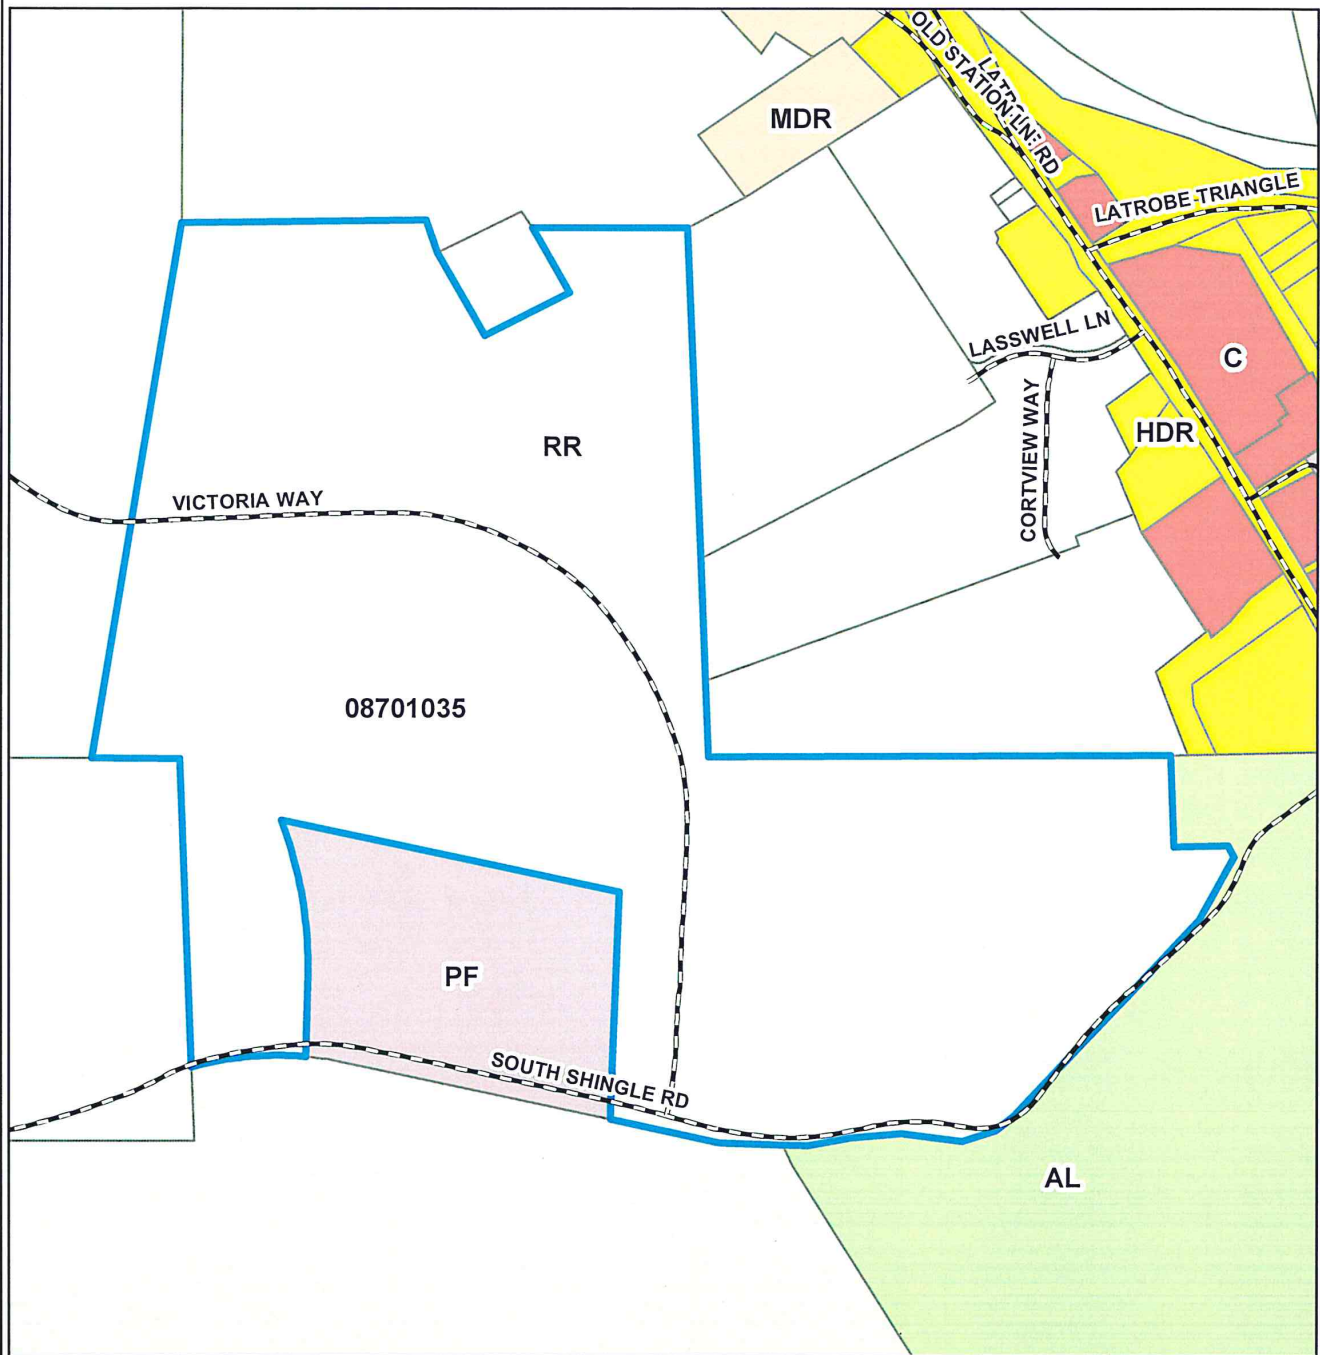 OLD STATION LN
LATROBE RD
MDR
LATROBE TRIANGLE
LASSWELL LN
C
CORTVIEW WAY
HDR
RR
VICTORIA WAY
08701035
PF
SOUTH SHINGLE RD
AL